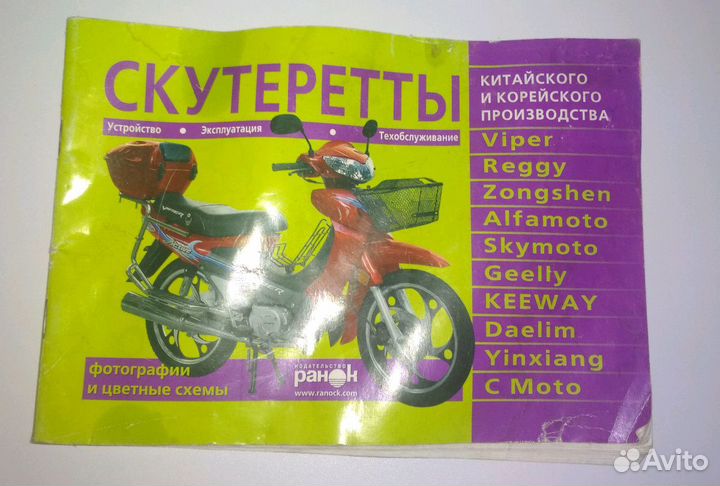 СКУТЕРЕТТЫ
Устройство • Эксплуатация • Техобслуживание
КИТАЙСКОГО
И КОРЕЙСКОГО
ПРОИЗВОДСТВА
Viper
Reggy
Zongshen
Alfamoto
Skymoto
Geelly
KEEWAY
Daelim
Yinxiang
C Moto
фотографии
и цветные схемы
ИЗДАТЕЛЬСТВО
РАНОК
www.ranock.com
Avito